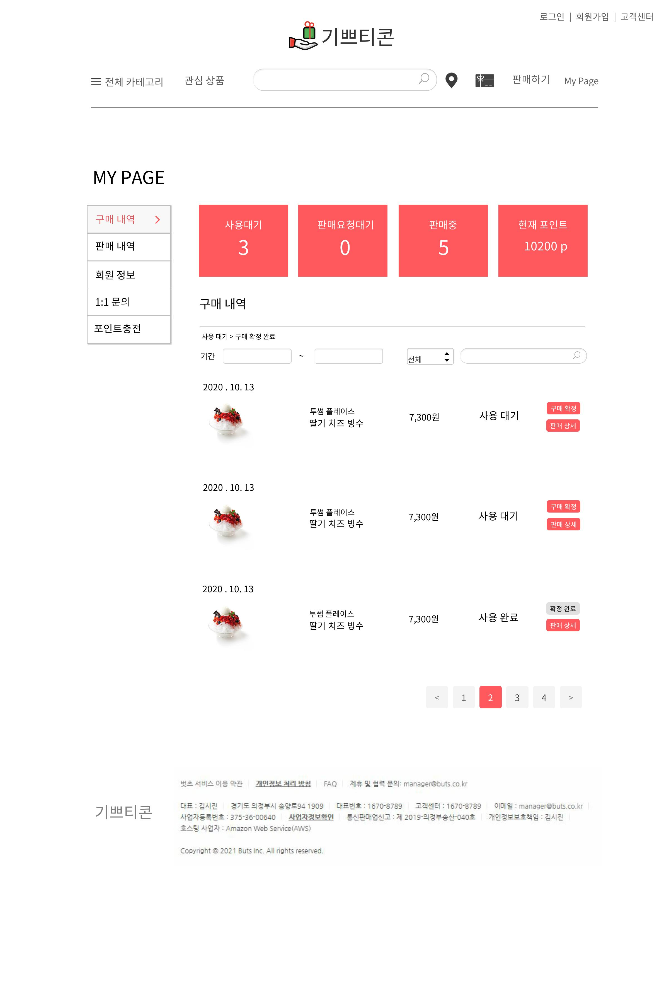 로그인 | 회원가입 | 고객센터
기쁘티콘
전체 카테고리 관심 상품 판매하기 My Page
MY PAGE
구매 내역 >
판매 내역
회원 정보
1:1 문의
포인트충전
사용대기 판매요청대기 판매중 현재 포인트
3 0 5 10200 p
구매 내역
사용 대기 > 구매 확정 완료
기간 ~ 전체
2020 . 10. 13
투썸 플레이스
딸기 치즈 빙수
7,300원
사용 대기
구매 확정
판매 상세
2020 . 10. 13
투썸 플레이스
딸기 치즈 빙수
7,300원
사용 대기
구매 확정
판매 상세
2020 . 10. 13
투썸 플레이스
딸기 치즈 빙수
7,300원
사용 완료
확정 완료
판매 상세
< 1 2 3 4 >
기쁘티콘
벗츠 서비스 이용 약관 | 개인정보 처리 방침 | FAQ | 제휴 및 협력 문의: manager@buts.co.kr
대표 : 김시진 | 경기도 의정부시 송양로94 1909 | 대표번호 : 1670-8789 | 고객센터 : 1670-8789 | 이메일 : manager@buts.co.kr |
사업자등록번호 : 375-36-00640 | 사업자정보확인 | 통신판매업신고 : 제 2019-의정부송산-040호 | 개인정보보호책임 : 김시진 |
호스팅 사업자 : Amazon Web Service(AWS)
Copyright © 2021 Buts Inc. All rights reserved.